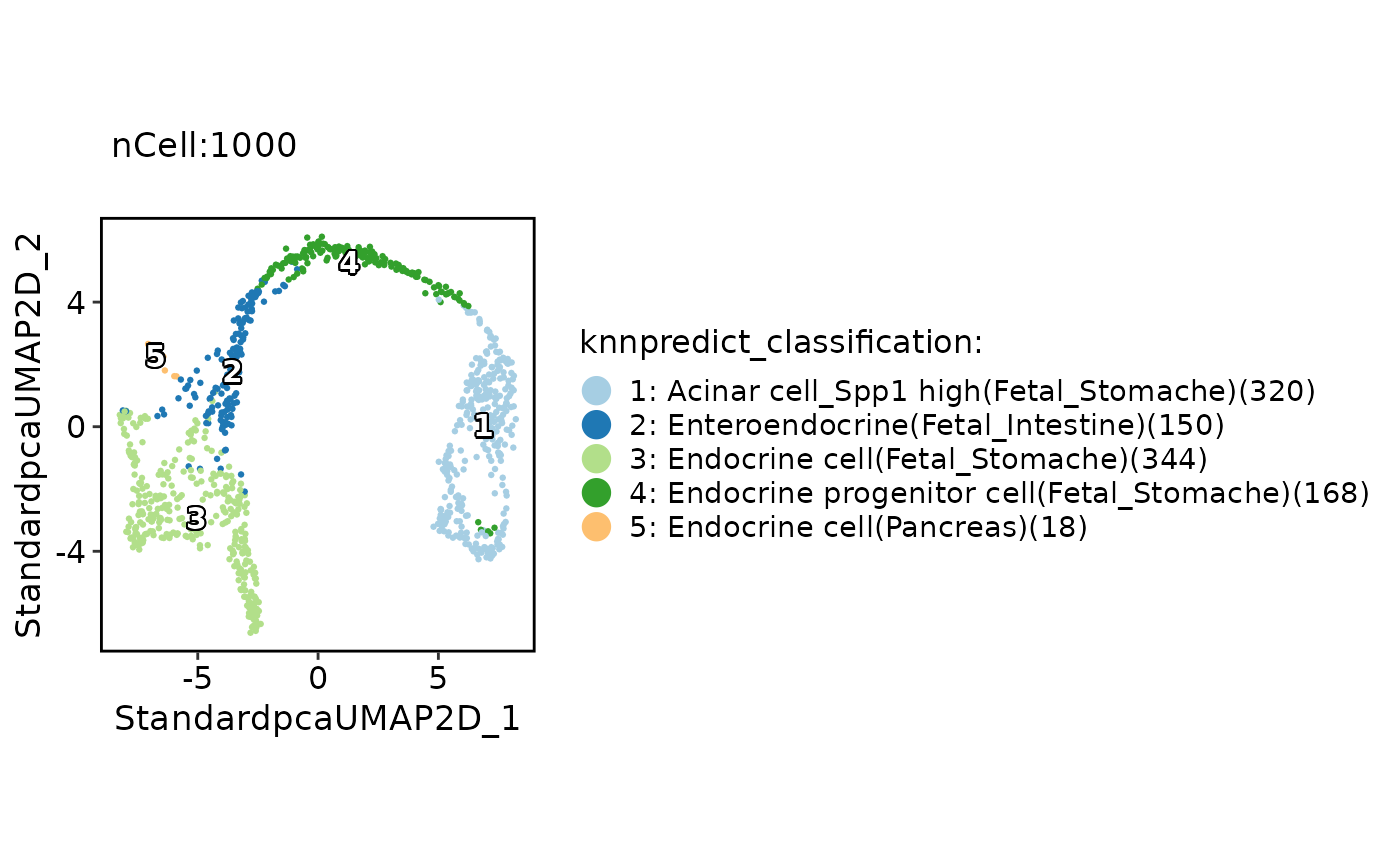 nCell:1000
StandardpcaUMAP2D_2
4
0
-4
5
2
4
1
3
-5
0
5
StandardpcaUMAP2D_1
knnpredict_classification:
1: Acinar cell_Spp1 high(Fetal_Stomache)(320)
2: Enteroendocrine(Fetal_Intestine)(150)
3: Endocrine cell(Fetal_Stomache)(344)
4: Endocrine progenitor cell(Fetal_Stomache)(168)
5: Endocrine cell(Pancreas)(18)